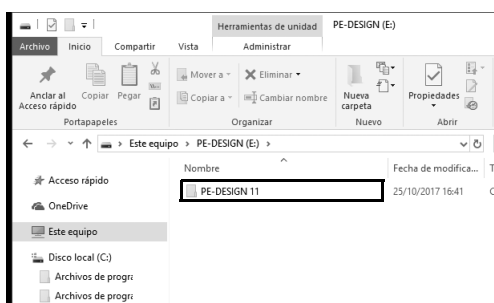 Herramientas de unidad PE-DESIGN (E:)
Archivo Inicio Compartir Vista Administrar
Anclar al Acceso rápido
Copiar
Pegar
Mover a
Copiar a
Eliminar
Cambiar nombre
Nueva carpeta
Propiedades
Portapapeles Organizar Nuevo Abrir
Este equipo > PE-DESIGN (E:) >
Nombre Fecha de modifica...
Acceso rápido
PE-DESIGN 11 25/10/2017 16:41
OneDrive
Este equipo
Disco local (C:)
Archivos de progra
Archivos de progra